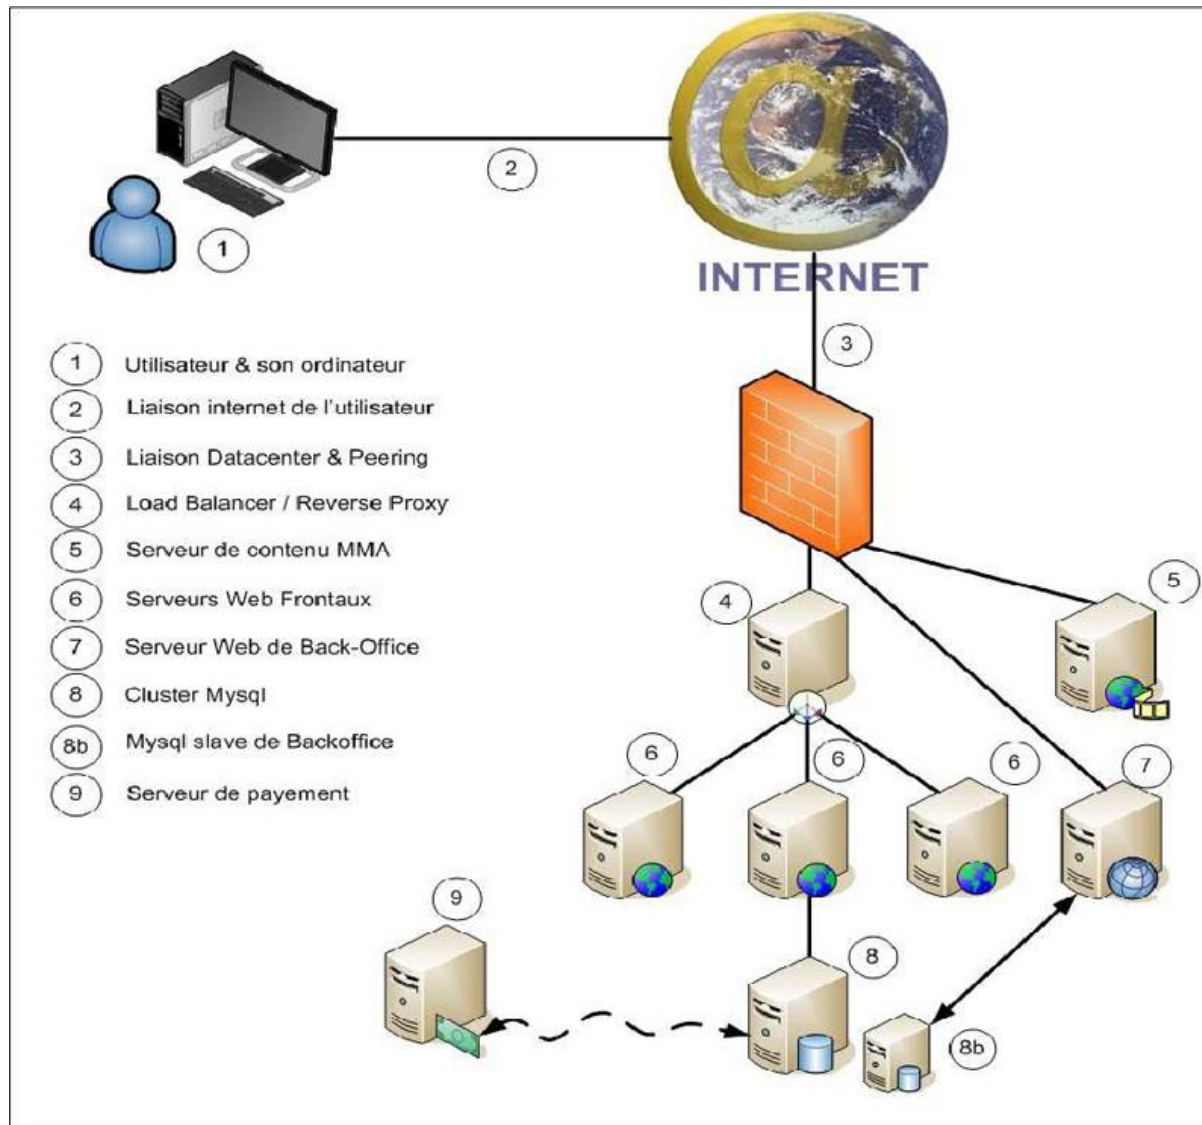 2
1
INTERNET
3
1 Utilisateur & son ordinateur
2 Liaison internet de l'utilisateur
3 Liaison Datacenter & Peering
4 Load Balancer / Reverse Proxy
5 Serveur de contenu MMA
6 Serveurs Web Frontaux
7 Serveur Web de Back-Office
8 Cluster Mysql
8b Mysql slave de Backoffice
9 Serveur de payement
4
5
6
6
6
7
9
8
8b